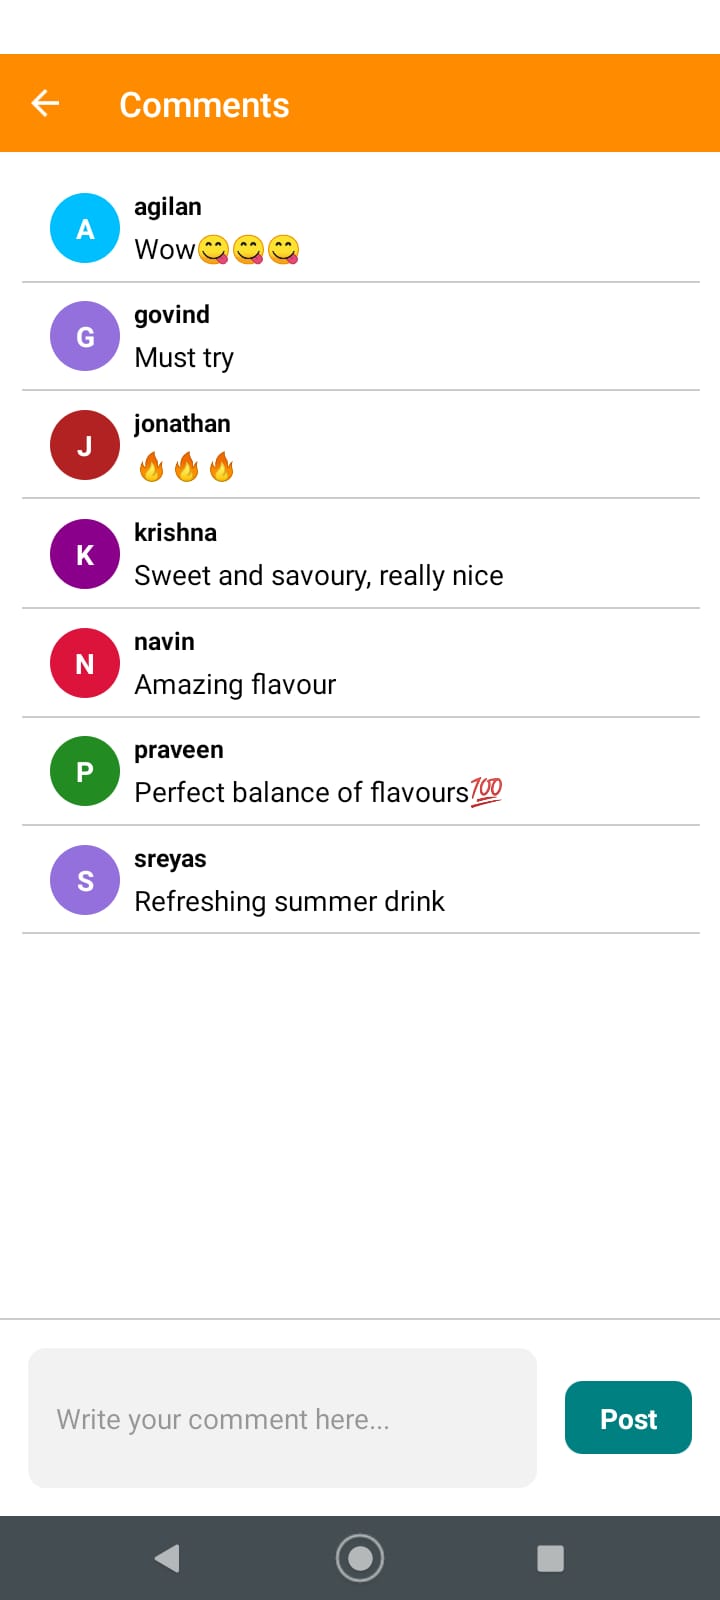 Comments
A
agilan
Wow😋😋😋
G
govind
Must try
J
jonathan
🔥🔥🔥
K
krishna
Sweet and savoury, really nice
N
navin
Amazing flavour
P
praveen
Perfect balance of flavours💯
S
sreyas
Refreshing summer drink
Write your comment here...
Post